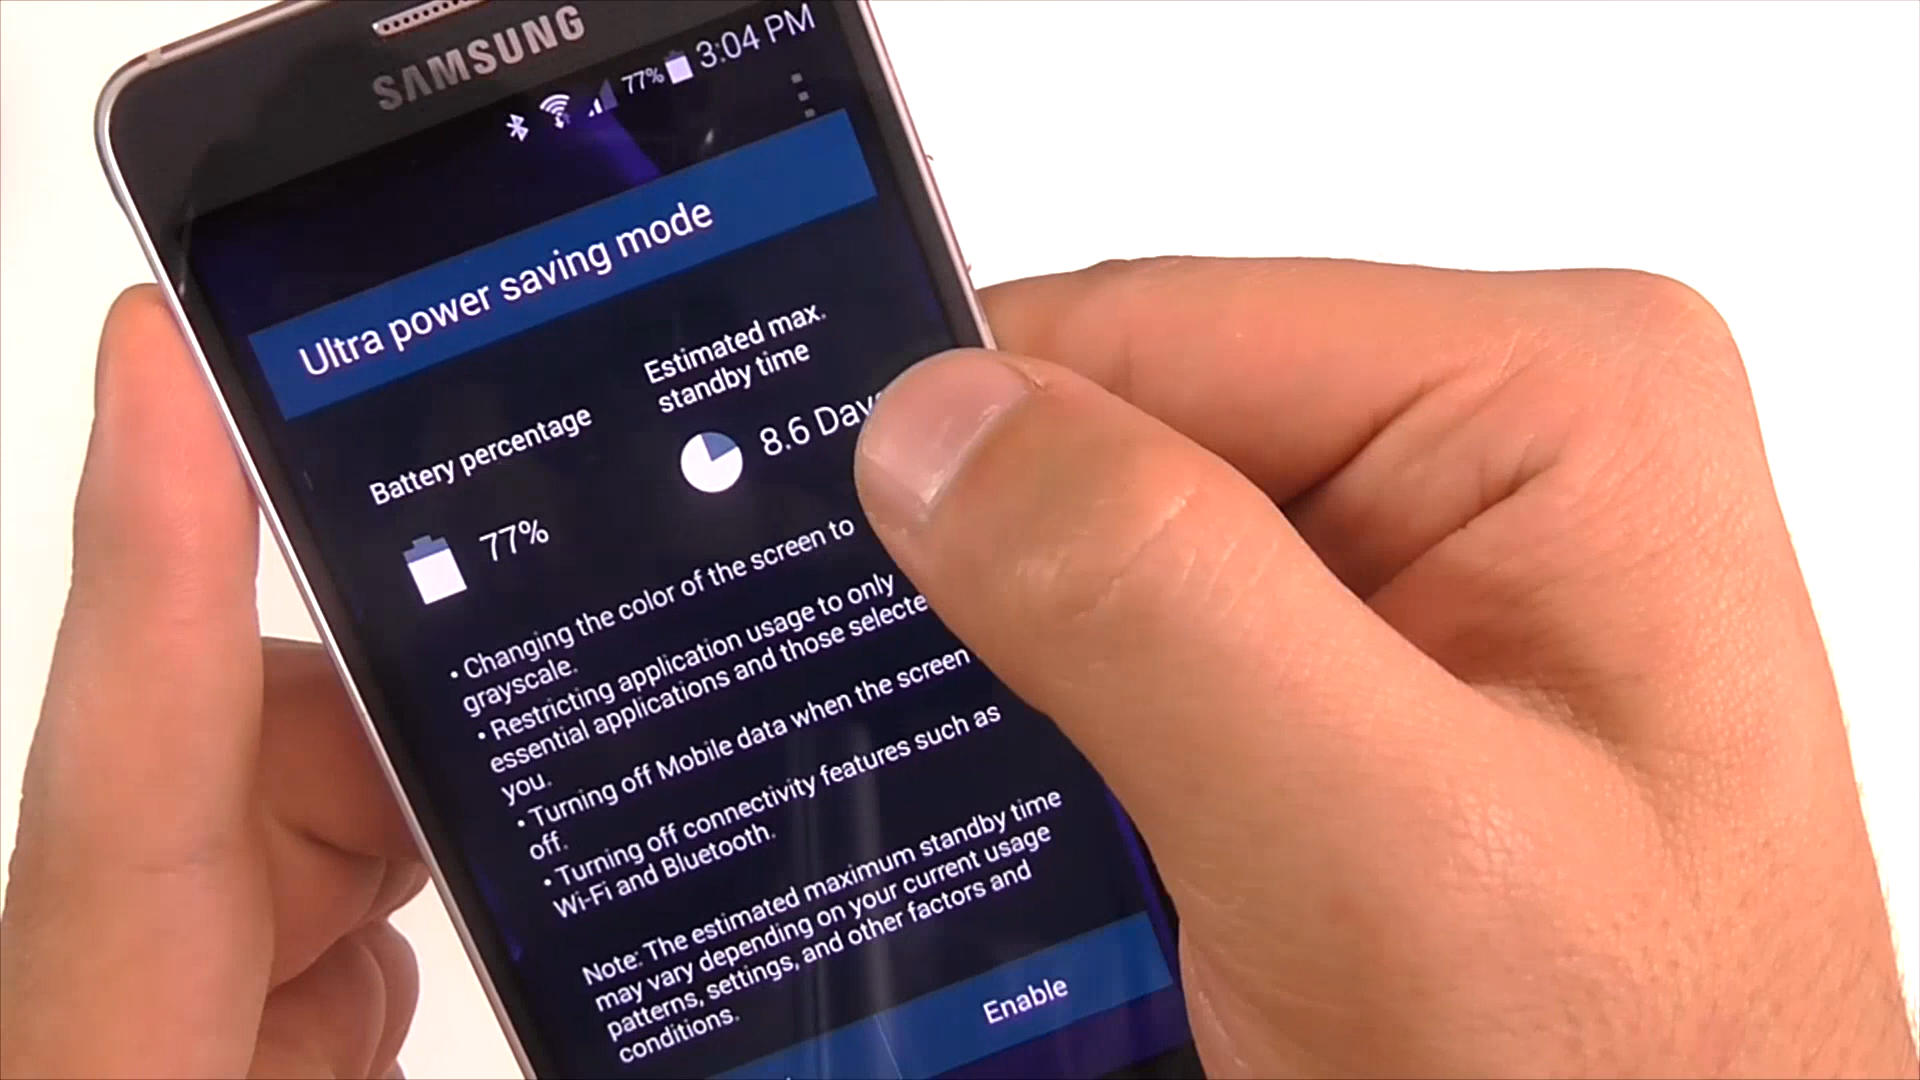 SAMSUNG
77% 3:04 PM
Ultra power saving mode
Battery percentage
77%
Estimated max.
standby time
8.6
• Changing the color of the screen to
grayscale.
• Restricting application usage to only
essential applications and those
you.
• Turning off Mobile data when the screen
off.
• Turning off connectivity features such as
Wi-Fi and Bluetooth.
Note: The estimated maximum standby time
may vary depending on your current usage
patterns, settings, and other factors and
conditions.
Enable